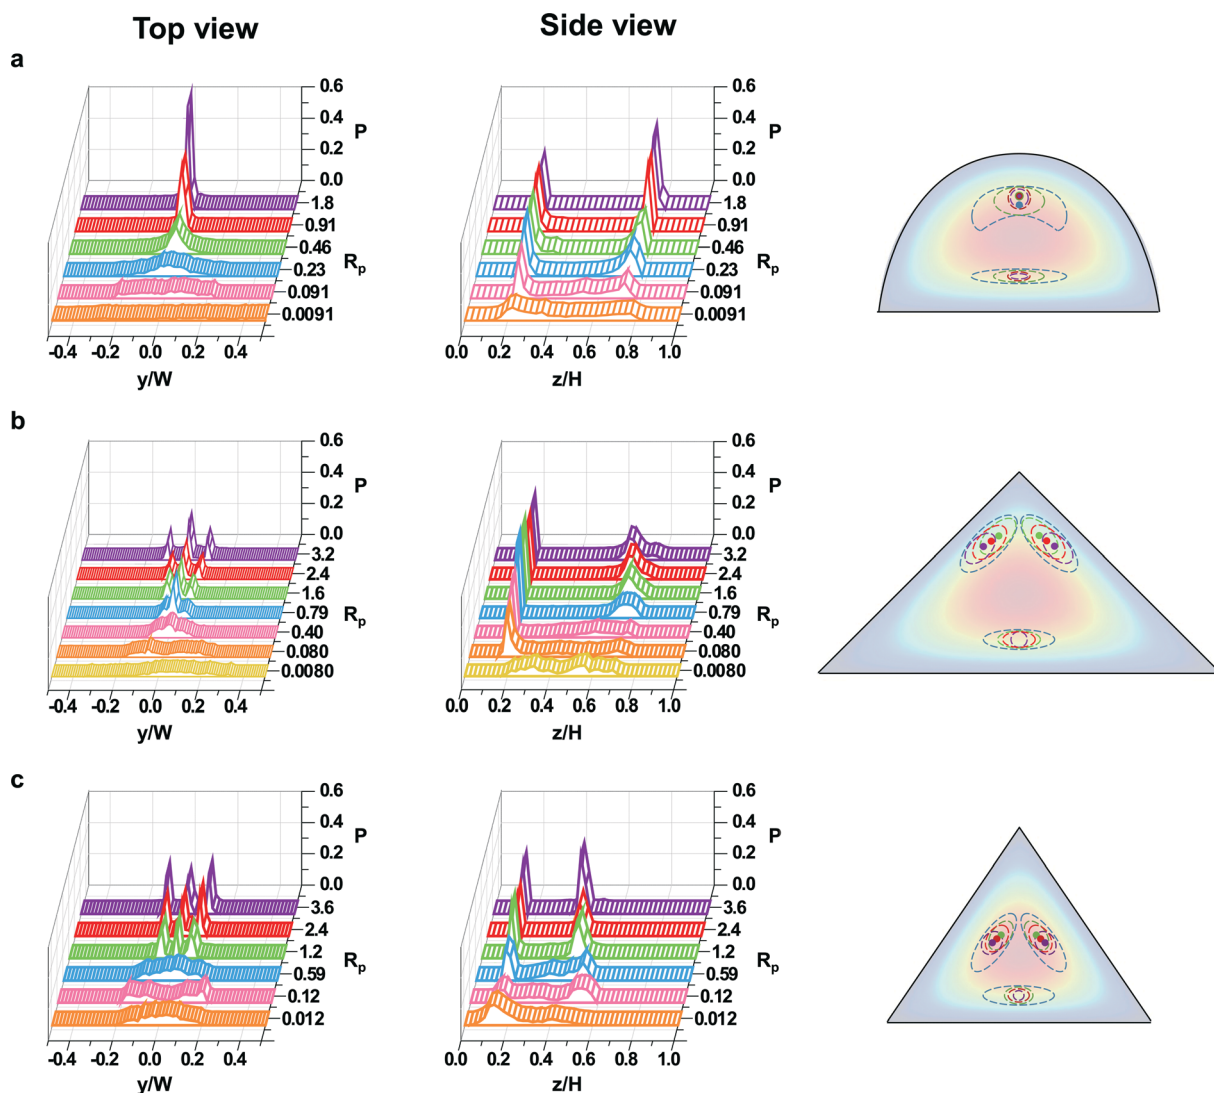 Top view
Side view
a
0.6
0.4
P
0.2
0.0
1.8
0.91
0.46
0.23
Rp
0.091
0.0091
-0.4 -0.2 0.0 0.2 0.4
y/W
0.6
0.4
P
0.2
0.0
1.8
0.91
0.46
0.23
Rp
0.091
0.0091
0.0 0.2 0.4 0.6 0.8 1.0
z/H
b
0.6
0.4
P
0.2
0.0
3.2
2.4
1.6
0.79
Rp
0.40
0.080
0.0080
-0.4 -0.2 0.0 0.2 0.4
y/W
0.6
0.4
P
0.2
0.0
3.2
2.4
1.6
0.79
Rp
0.40
0.080
0.0080
0.0 0.2 0.4 0.6 0.8 1.0
z/H
c
0.6
0.4
P
0.2
0.0
3.6
2.4
1.2
0.59
Rp
0.12
0.012
-0.4 -0.2 0.0 0.2 0.4
y/W
0.6
0.4
P
0.2
0.0
3.6
2.4
1.2
0.59
Rp
0.12
0.012
0.0 0.2 0.4 0.6 0.8 1.0
z/H